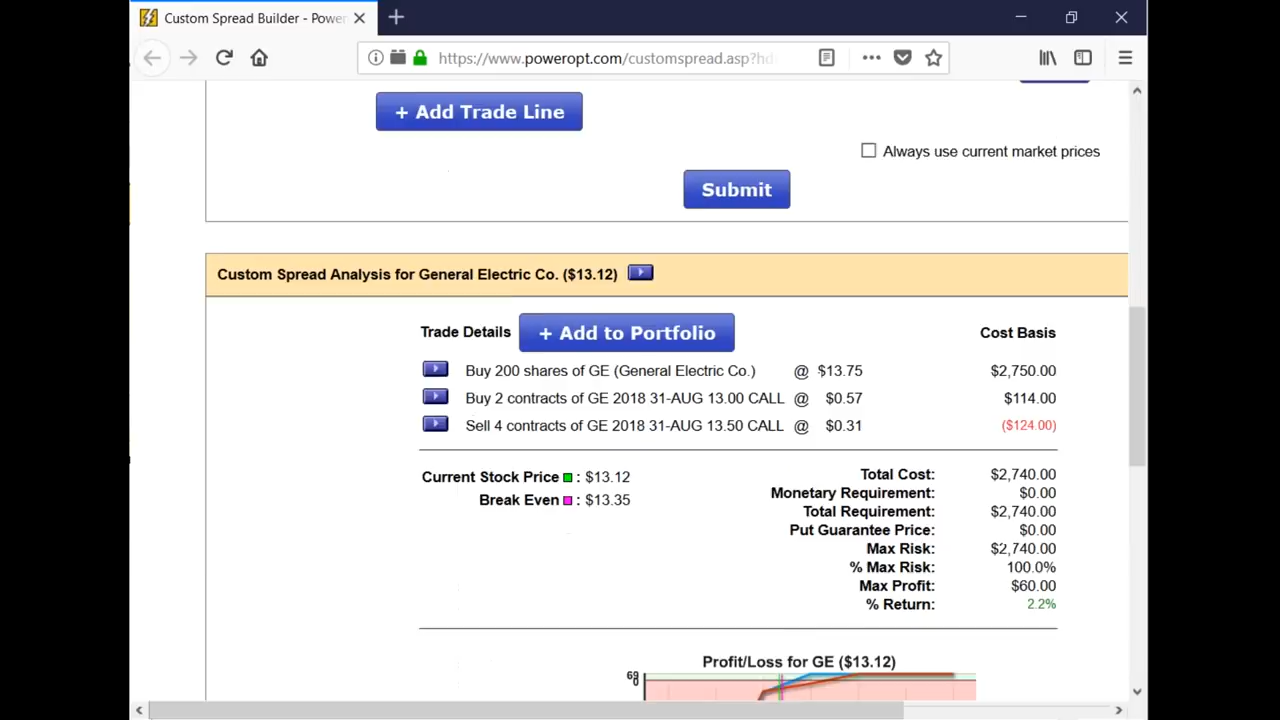 Custom Spread Builder - Power
https://www.poweropt.com/customspread.asp?hd
+ Add Trade Line
Always use current market prices
Submit
Custom Spread Analysis for General Electric Co. ($13.12)
Trade Details + Add to Portfolio Cost Basis
Buy 200 shares of GE (General Electric Co.) @ $13.75 $2,750.00
Buy 2 contracts of GE 2018 31-AUG 13.00 CALL @ $0.57 $114.00
Sell 4 contracts of GE 2018 31-AUG 13.50 CALL @ $0.31 ($124.00)
Current Stock Price : $13.12
Break Even : $13.35
Total Cost: $2,740.00
Monetary Requirement: $0.00
Total Requirement: $2,740.00
Put Guarantee Price: $0.00
Max Risk: $2,740.00
% Max Risk: 100.0%
Max Profit: $60.00
% Return: 2.2%
Profit/Loss for GE ($13.12)